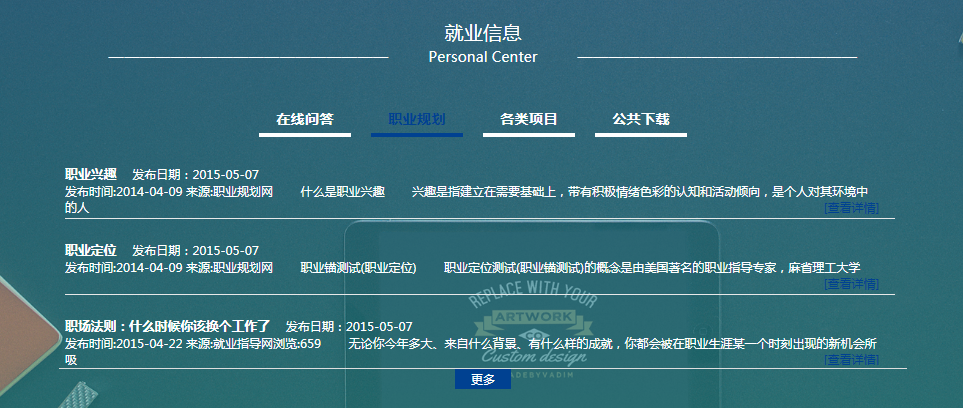 就业信息
Personal Center
在线问答 职业规划 各类项目 公共下载
职业兴趣 发布日期：2015-05-07
发布时间:2014-04-09 来源:职业规划网 什么是职业兴趣 兴趣是指建立在需要基础上，带有积极情绪色彩的认知和活动倾向，是个人对其环境中
的人 [查看详情]
职业定位 发布日期：2015-05-07
发布时间:2014-04-09 来源:职业规划网 职业锚测试(职业定位) 职业定位测试(职业锚测试)的概念是由美国著名的职业指导专家，麻省理工大学
[查看详情]
REPLACE WITH YOUR
ARTWORK
职场法则：什么时候你该换个工作了 发布日期：2015-05-07
CO
发布时间:2015-04-22 来源:就业指导网浏览:659 无论你今年多大、来自什么背景、有什么样的成就，你都会被在职业生涯某一个时刻出现的新机会所
吸 [查看详情]
Custom design
MADEBYVADIM
更多